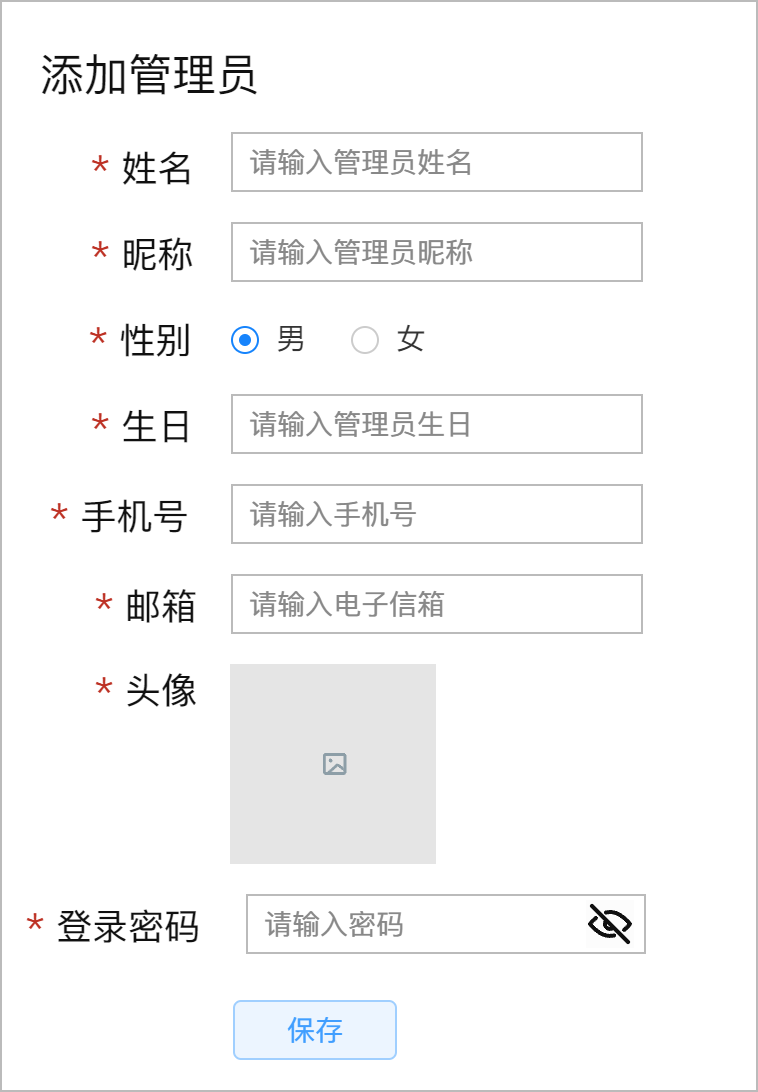 添加管理员
* 姓名 请输入管理员姓名
* 昵称 请输入管理员昵称
* 性别 男 女
* 生日 请输入管理员生日
* 手机号 请输入手机号
* 邮箱 请输入电子信箱
* 头像
* 登录密码 请输入密码
保存